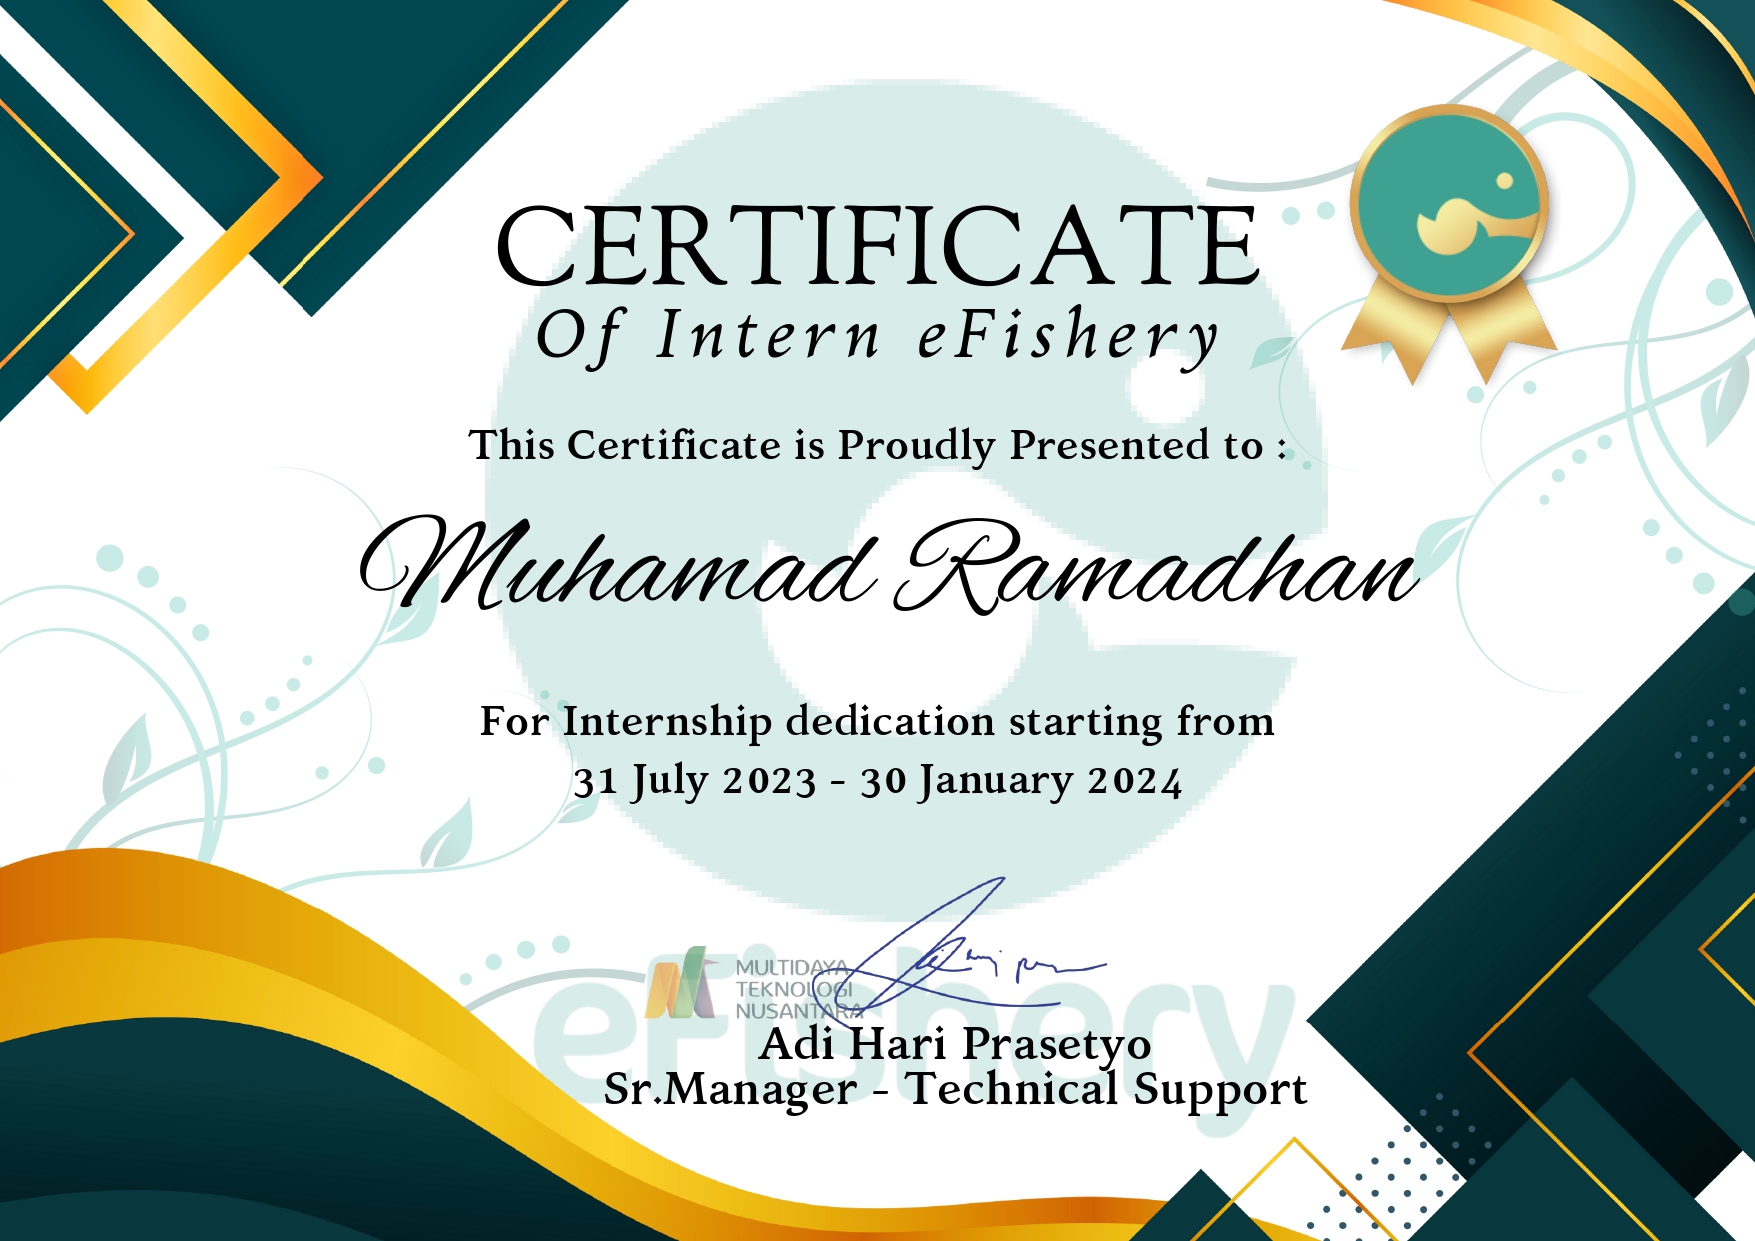 CERTIFICATE
Of Intern eFishery
This Certificate is Proudly Presented to :
Muhamad Ramadhan
For Internship dedication starting from
31 July 2023 - 30 January 2024
MULTIDAYA
TEKNOLOGI
NUSANTARA
eFishery
Adi Hari Prasetyo
Sr.Manager - Technical Support